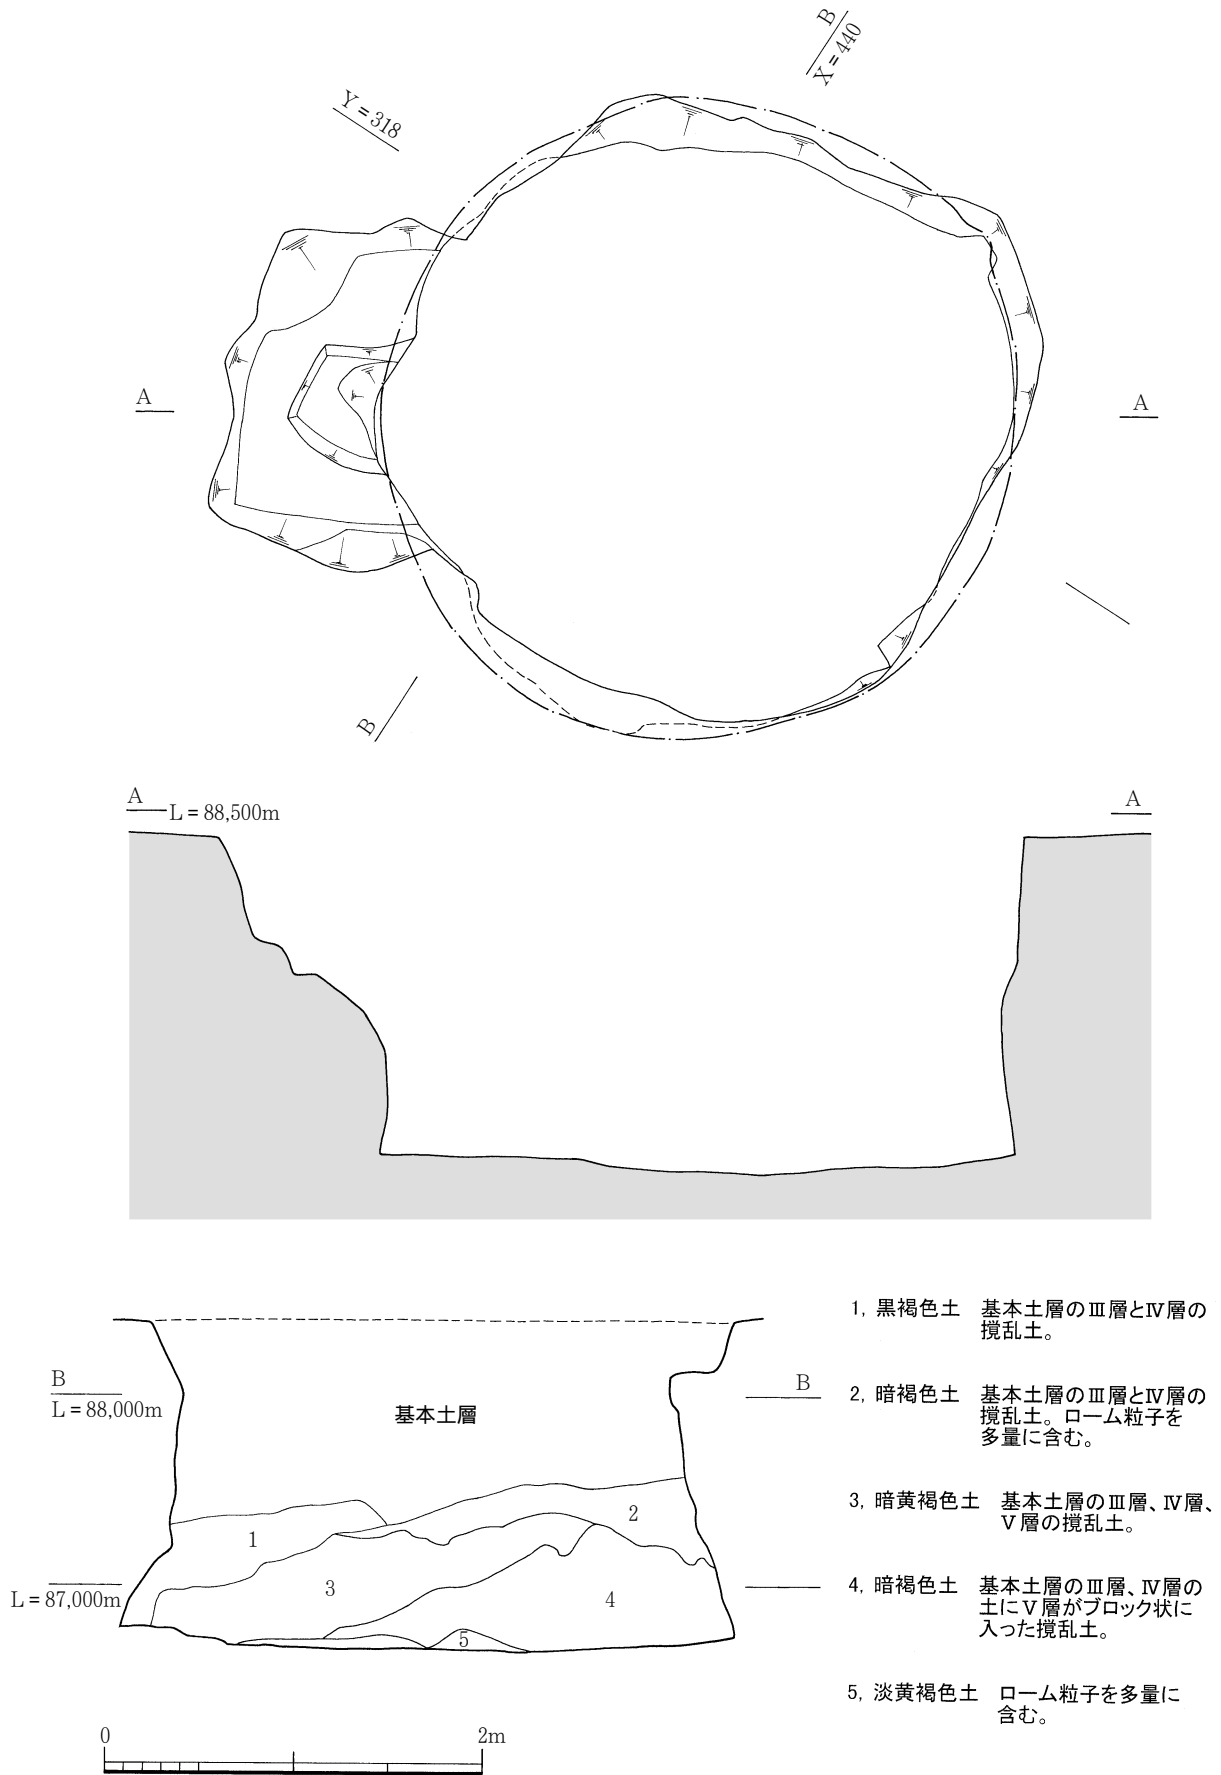 B
X＝440
Y＝318
A
A
B
A
L＝88,500m
A
B
L＝88,000m
B
基本土層
1
2
3
4
5
L＝87,000m
1, 黒褐色土 基本土層のⅢ層とⅣ層の
攪乱土。
2, 暗褐色土 基本土層のⅢ層とⅣ層の
攪乱土。ローム粒子を
多量に含む。
3, 暗黄褐色土 基本土層のⅢ層、Ⅳ層、
Ⅴ層の攪乱土。
4, 暗褐色土 基本土層のⅢ層、Ⅳ層の
土にⅤ層がブロック状に
入った攪乱土。
5, 淡黄褐色土 ローム粒子を多量に
含む。
0 2m